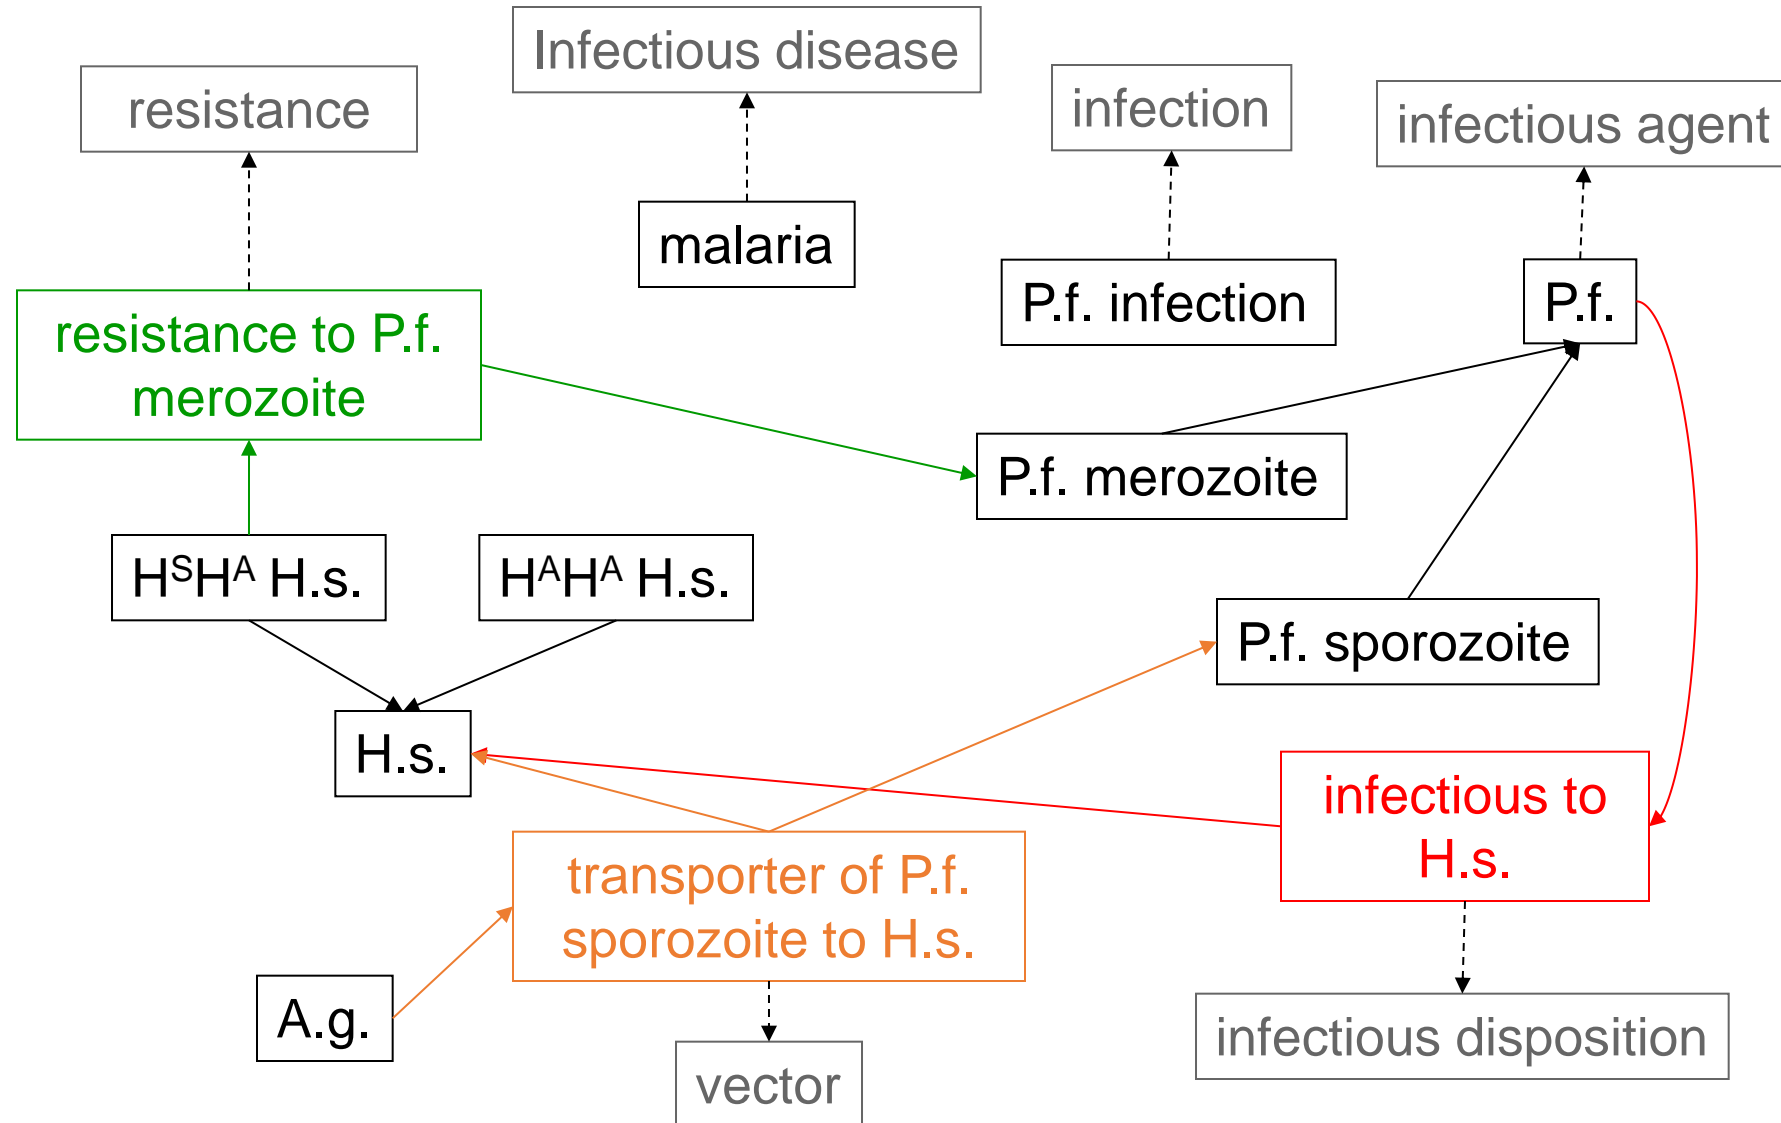 Infectious disease
resistance
infection
infectious agent
malaria
P.f. infection
P.f.
resistance to P.f.
merozoite
P.f. merozoite
HSHA H.s.
HAHA H.s.
P.f. sporozoite
H.s.
infectious to
H.s.
transporter of P.f.
sporozoite to H.s.
A.g.
infectious disposition
vector